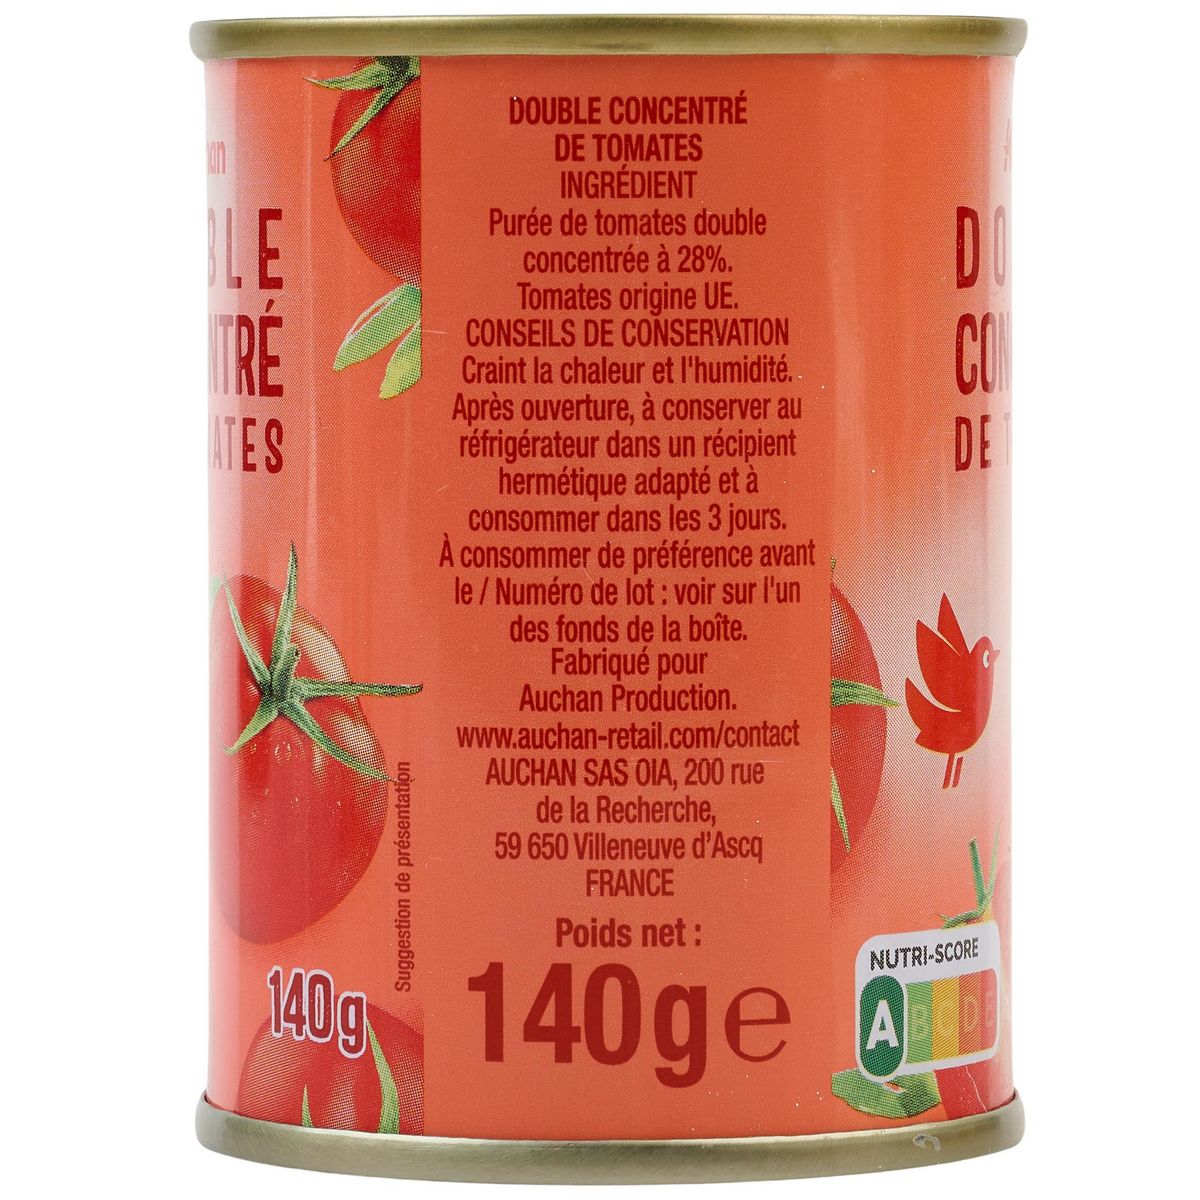 DOUBLE CONCENTRÉ
DE TOMATES
INGRÉDIENT
Purée de tomates double
concentrée à 28%.
Tomates origine UE.
CONSEILS DE CONSERVATION
Craint la chaleur et l'humidité.
Après ouverture, à conserver au
réfrigérateur dans un récipient
hermétique adapté et à
consommer dans les 3 jours.
À consommer de préférence avant
le / Numéro de lot : voir sur l'un
des fonds de la boîte.
Fabriqué pour
Auchan Production.
www.auchan-retail.com/contact
AUCHAN SAS OIA, 200 rue
de la Recherche,
59 650 Villeneuve d'Ascq
FRANCE
Poids net :
140g e
Suggestion de présentation
140g
NUTRI-SCORE
A B C D E
DE